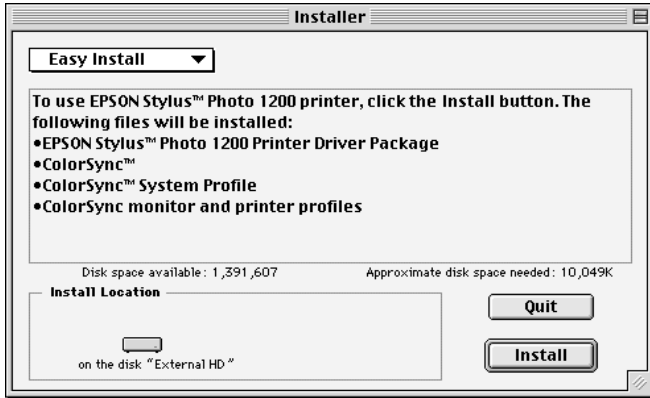 Installer
Easy Install
To use EPSON Stylus™ Photo 1200 printer, click the Install button. The
following files will be installed:
•EPSON Stylus™ Photo 1200 Printer Driver Package
•ColorSync™
•ColorSync™ System Profile
•ColorSync monitor and printer profiles
Disk space available: 1,391,607 Approximate disk space needed: 10,049K
Install Location
on the disk "External HD"
Quit
Install